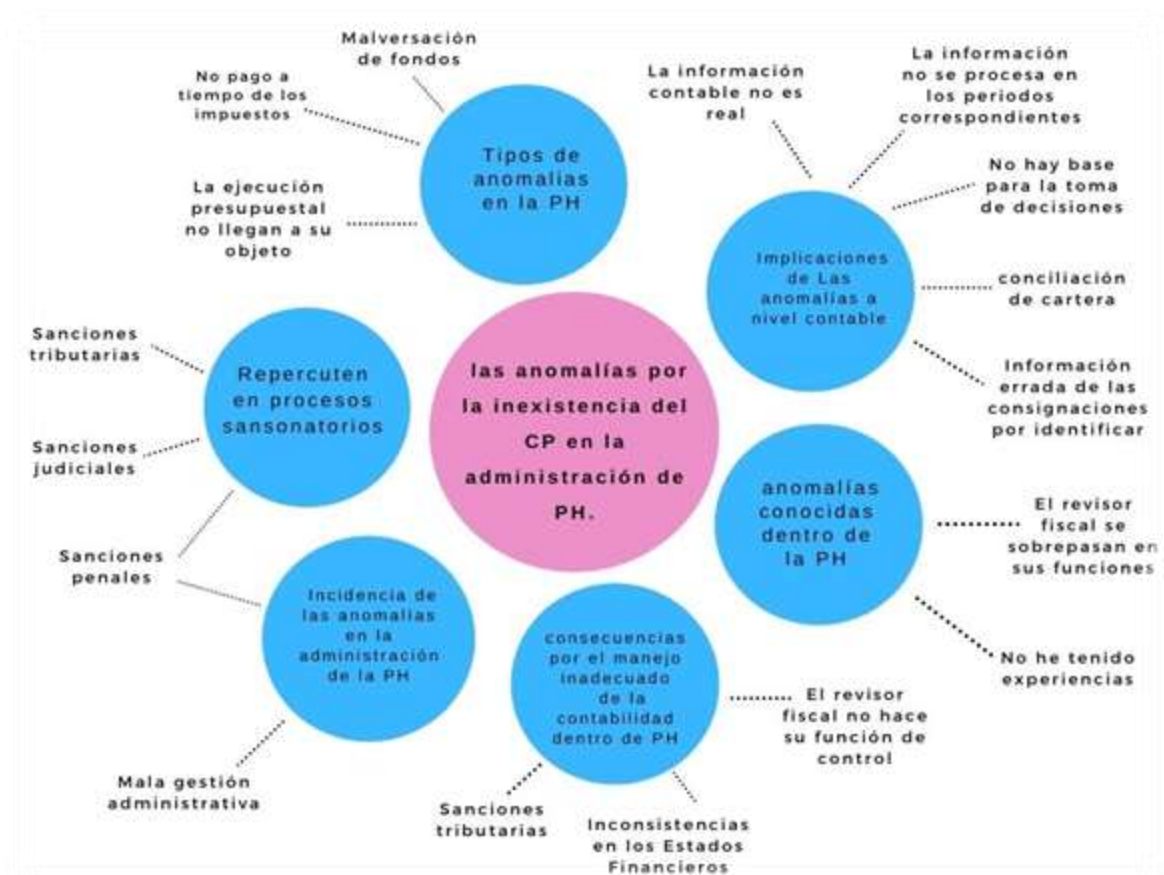 Malversación
de fondos
No pago a
tiempo de los
impuestos
La ejecución
presupuestal
no llegan a su
objeto
Tipos de
anomalías
en la PH
La información
contable no es
real
La información
no se procesa en
los periodos
correspondientes
No hay base
para la toma
de decisiones
conciliación
de cartera
Información
errada de las
consignaciones
por identificar
Implicaciones
de Las
anomalías a
nivel contable
Sanciones
tributarias
Sanciones
judiciales
Sanciones
penales
Repercuten
en procesos
sansonatorios
las anomalías por
la inexistencia del
CP en la
administración de
PH.
anomalías
conocidas
dentro de
la PH
El revisor
fiscal se
sobrepasan en
sus funciones
No he tenido
experiencias
Incidencia de
las anomalías
en la
administración
de la PH
Mala gestión
administrativa
consecuencias
por el manejo
inadecuado
de la
contabilidad
dentro de PH
El revisor
fiscal no hace
su función de
control
Sanciones
tributarias
Inconsistencias
en los Estados
Financieros